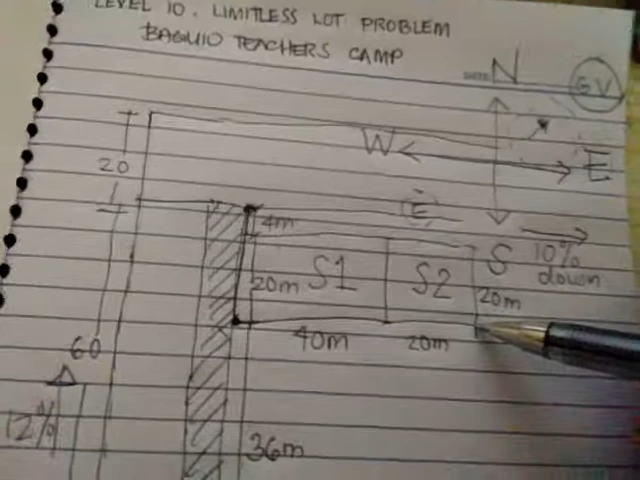 LEVEL 10. LIMITLESS LOT PROBLEM
BAGUIO TEACHERS CAMP
N
GV
W
E
20
E
4m
S
10%
down
S1
S2
20m
20m
40m
20m
60
12%
36m